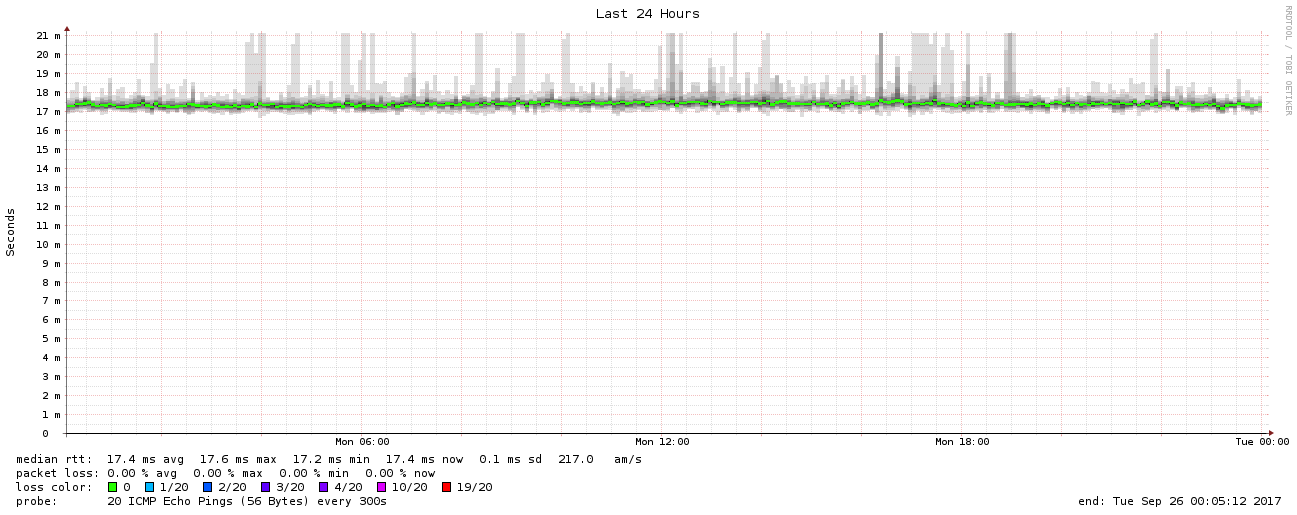 Last 24 Hours
RRDTOOL / TOBI OETIKER
Seconds
21 m
20 m
19 m
18 m
17 m
16 m
15 m
14 m
13 m
12 m
11 m
10 m
9 m
8 m
7 m
6 m
5 m
4 m
3 m
2 m
1 m
0
Mon 06:00 Mon 12:00 Mon 18:00 Tue 00:00
median rtt: 17.4 ms avg 17.6 ms max 17.2 ms min 17.4 ms now 0.1 ms sd 217.0 am/s
packet loss: 0.00 % avg 0.00 % max 0.00 % min 0.00 % now
loss color: 0 1/20 2/20 3/20 4/20 10/20 19/20
probe: 20 ICMP Echo Pings (56 Bytes) every 300s end: Tue Sep 26 00:05:12 2017